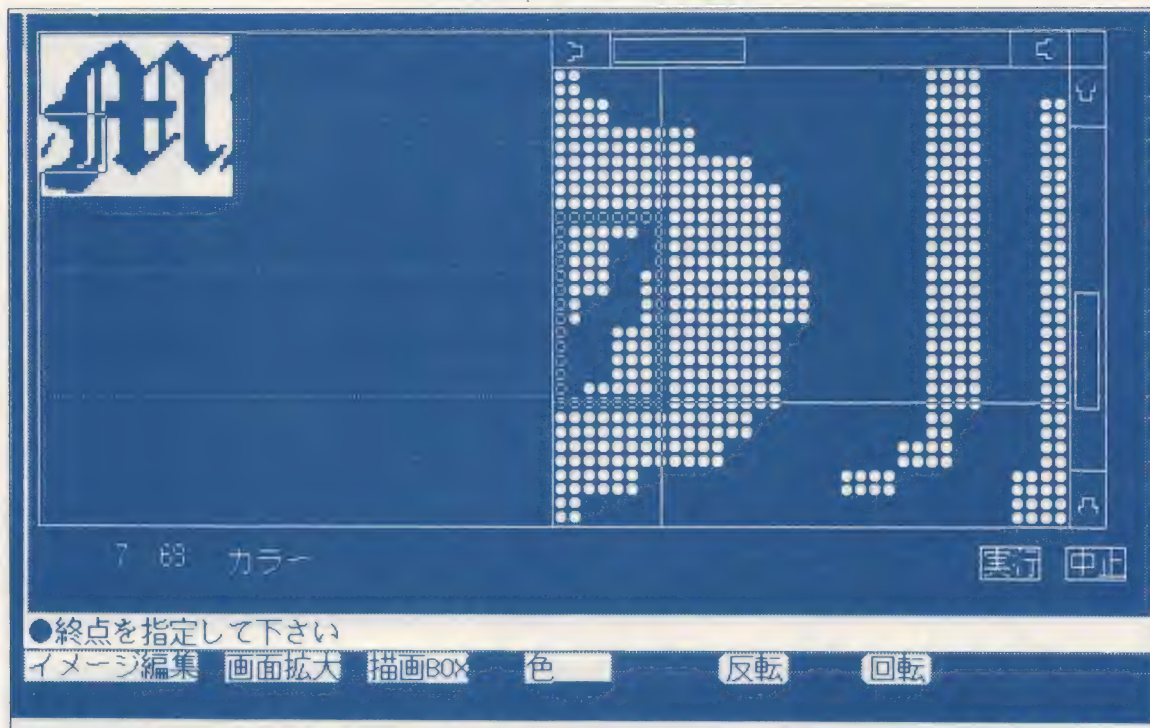 M
7 63 カラー 実行 中止
●終点を指定して下さい
イメージ編集 画面拡大 描画BOX 色 反転 回転